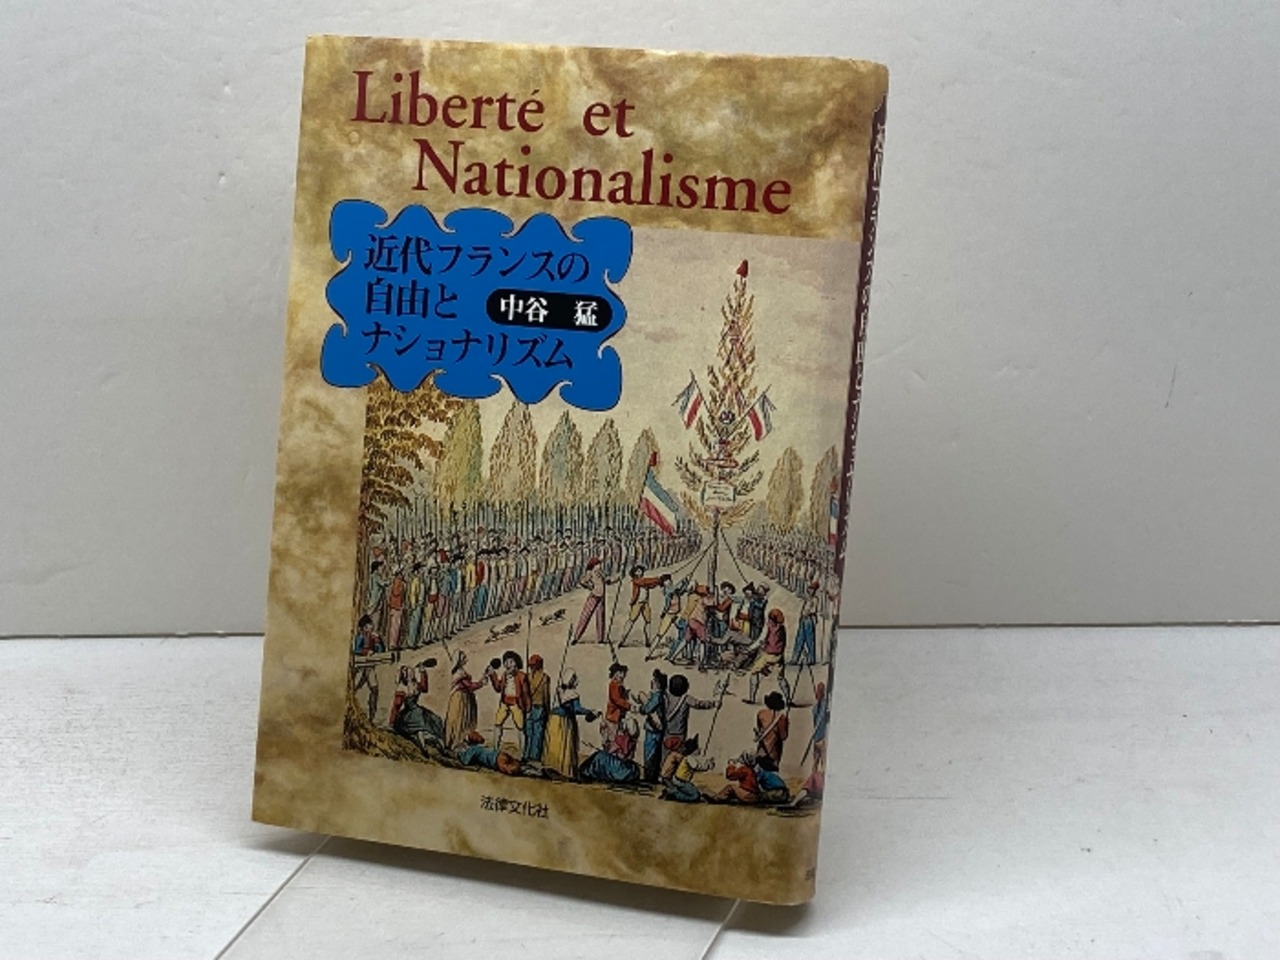 Liberté et
Nationalisme
近代フランスの
自由と
中谷 猛
ナショナリズム
法律文化社